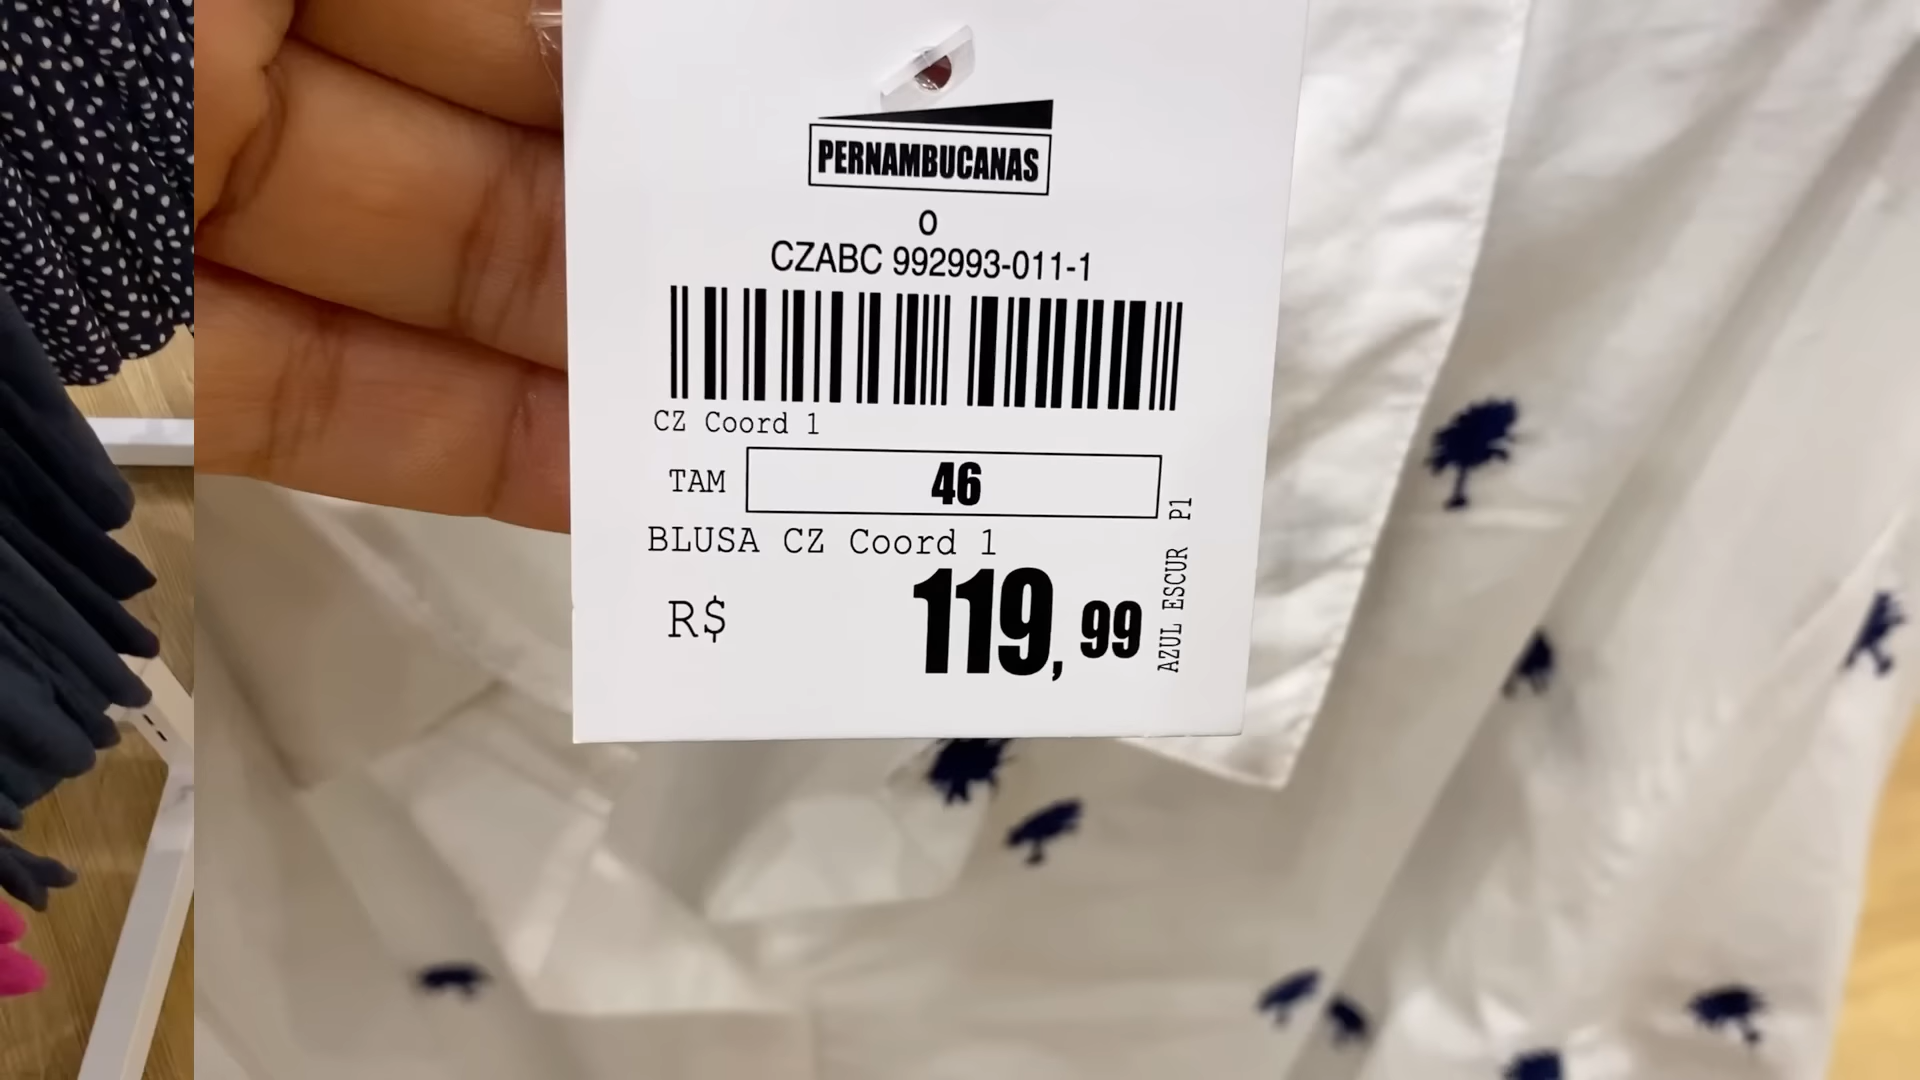 PERNAMBUCANAS
O
CZABC 992993-011-1
CZ Coord 1
TAM 46
BLUSA CZ Coord 1
R$ 119,99
AZUL ESCUR P1